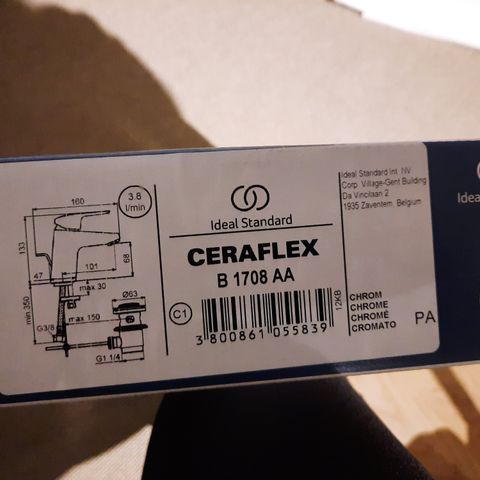 160
3.8
l/min
133
101
68
47
max 30
Ø63
min 350
max 150
G3/8
G1 1/4
Ideal Standard
CERAFLEX
B 1708 AA
C1
3 800861 055839
12KB
Ideal Standard Int. NV
Corp. Village-Gent Building
Da Vincilaan 2
1935 Zaventem, Belgium
CHROM
CHROME
CHROMÉ
CROMATO
PA
Ideal